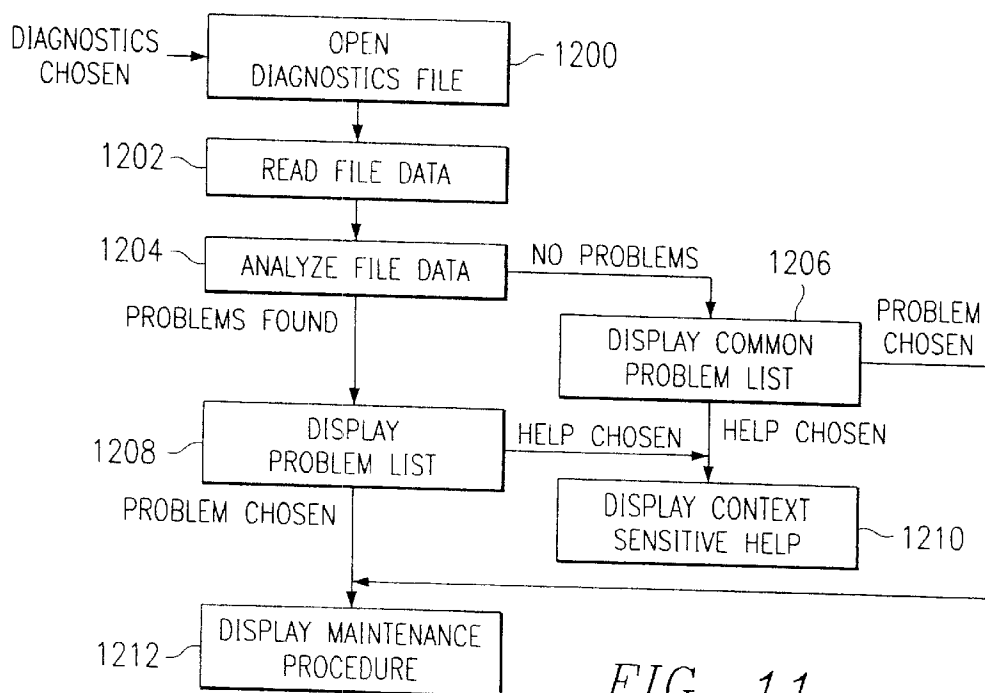 DIAGNOSTICS
CHOSEN
OPEN
DIAGNOSTICS FILE
1200
1202
READ FILE DATA
1204
ANALYZE FILE DATA
NO PROBLEMS
1206
PROBLEMS FOUND
DISPLAY COMMON
PROBLEM LIST
PROBLEM
CHOSEN
1208
DISPLAY
PROBLEM LIST
HELP CHOSEN
HELP CHOSEN
PROBLEM CHOSEN
DISPLAY CONTEXT
SENSITIVE HELP
1210
1212
DISPLAY MAINTENANCE
PROCEDURE
FIG. 11